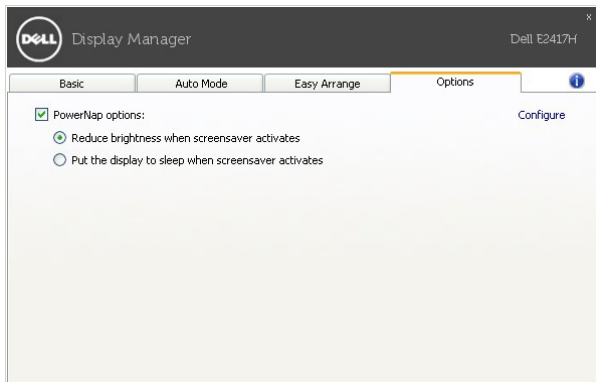 x
DELL Display Manager Dell E2417H
Basic Auto Mode Easy Arrange Options i
PowerNap options: Configure
Reduce brightness when screensaver activates
Put the display to sleep when screensaver activates